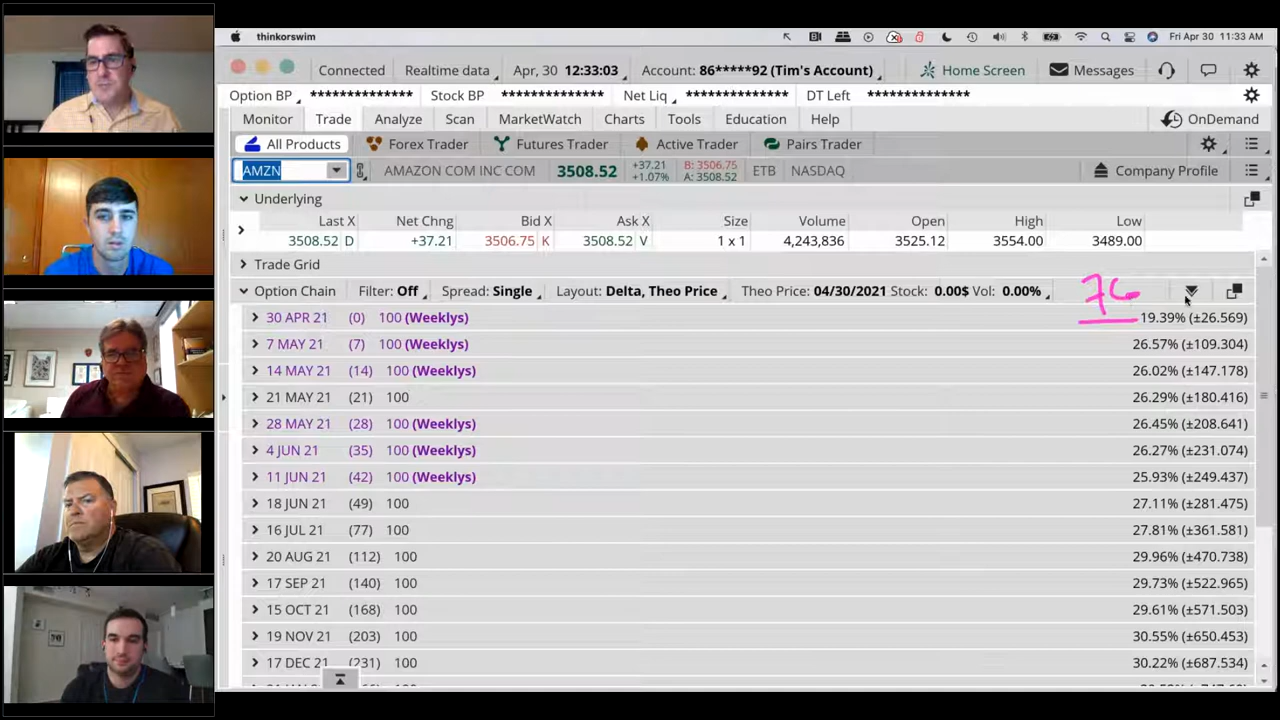 thinkorswim Fri Apr 30 11:33 AM
Connected Realtime data Apr, 30 12:33:03 Account: 86*****92 (Tim's Account) Home Screen Messages
Option BP ************** Stock BP ************** Net Liq ************** DT Left **************
Monitor Trade Analyze Scan MarketWatch Charts Tools Education Help OnDemand
All Products Forex Trader Futures Trader Active Trader Pairs Trader
AMZN AMAZON COM INC COM 3508.52 +37.21 +1.07% B: 3506.75 A: 3508.52 ETB NASDAQ Company Profile
Underlying
Last X Net Chng Bid X Ask X Size Volume Open High Low
3508.52 D +37.21 3506.75 K 3508.52 V 1 x 1 4,243,836 3525.12 3554.00 3489.00
Trade Grid
Option Chain Filter: Off Spread: Single Layout: Delta, Theo Price Theo Price: 04/30/2021 Stock: 0.00$ Vol: 0.00% 76
30 APR 21 (0) 100 (Weeklys) 19.39% (±26.569)
7 MAY 21 (7) 100 (Weeklys) 26.57% (±109.304)
14 MAY 21 (14) 100 (Weeklys) 26.02% (±147.178)
21 MAY 21 (21) 100 26.29% (±180.416)
28 MAY 21 (28) 100 (Weeklys) 26.45% (±208.641)
4 JUN 21 (35) 100 (Weeklys) 26.27% (±231.074)
11 JUN 21 (42) 100 (Weeklys) 25.93% (±249.437)
18 JUN 21 (49) 100 27.11% (±281.475)
16 JUL 21 (77) 100 27.81% (±361.581)
20 AUG 21 (112) 100 29.96% (±470.738)
17 SEP 21 (140) 100 29.73% (±522.965)
15 OCT 21 (168) 100 29.61% (±571.503)
19 NOV 21 (203) 100 30.55% (±650.453)
17 DEC 21 (231) 100 30.22% (±687.534)